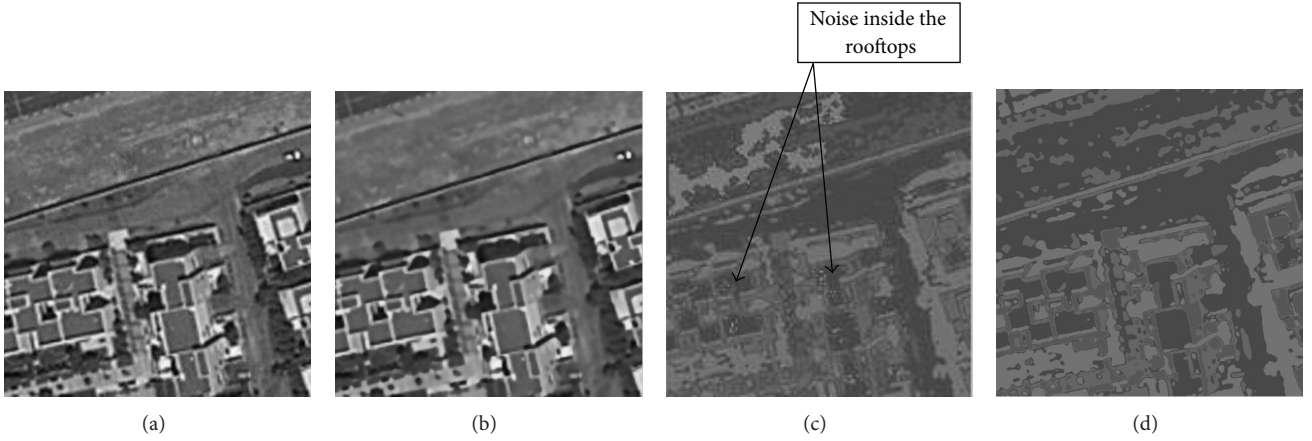 Noise inside the
rooftops
(a)
(b)
(c)
(d)